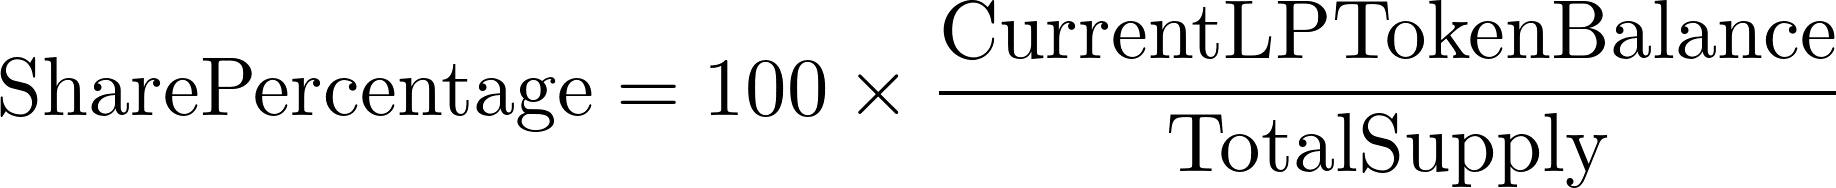 SharePercentage = 100 × CurrentLPTokenBalance
TotalSupply